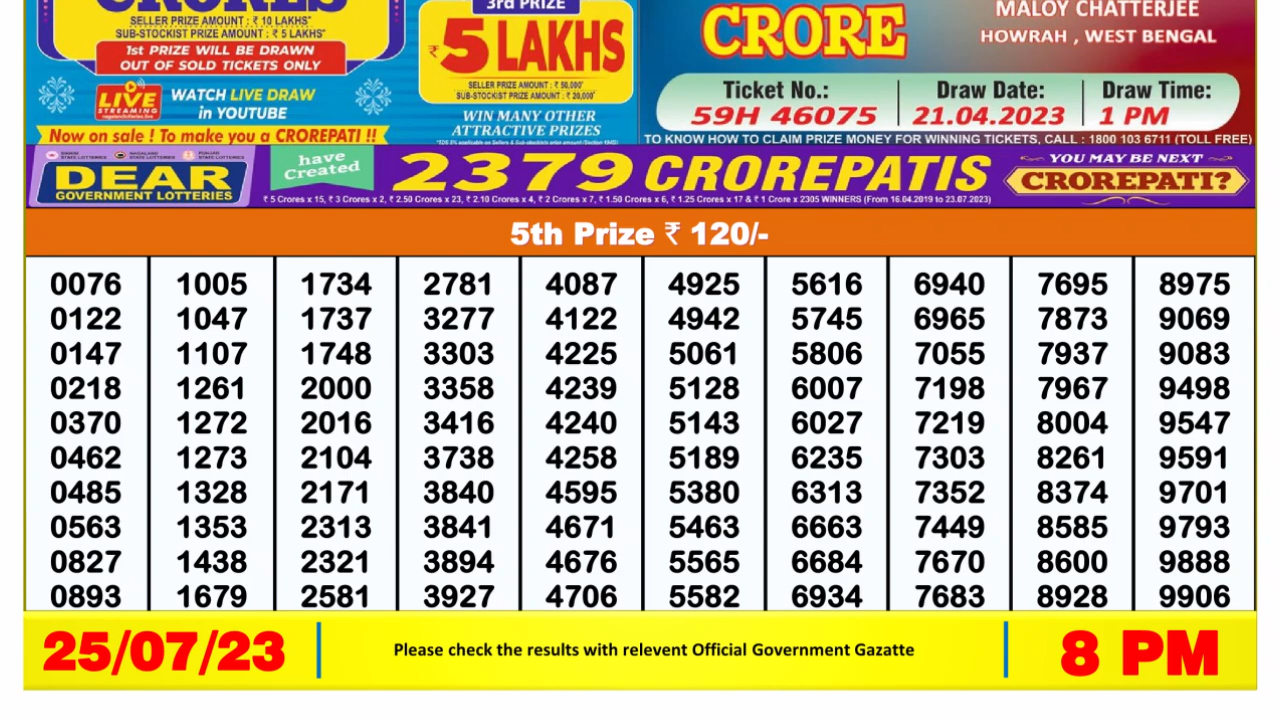 SELLER PRIZE AMOUNT : ₹ 10 LAKHS*
SUB-STOCKIST PRIZE AMOUNT : ₹ 5 LAKHS*
1st PRIZE WILL BE DRAWN
OUT OF SOLD TICKETS ONLY
LIVE
STREAMING
WATCH LIVE DRAW
in YOUTUBE
Now on sale ! To make you a CROREPATI !!
3rd PRIZE
₹5 LAKHS
SELLER PRIZE AMOUNT : ₹ 50,000*
SUB-STOCKIST PRIZE AMOUNT : ₹ 20,000*
WIN MANY OTHER
ATTRACTIVE PRIZES
CRORE
MALOY CHATTERJEE
HOWRAH , WEST BENGAL
Ticket No.: Draw Date: Draw Time:
59H 46075 21.04.2023 1 PM
TO KNOW HOW TO CLAIM PRIZE MONEY FOR WINNING TICKETS, CALL : 1800 103 6711 (TOLL FREE)
DEAR
GOVERNMENT LOTTERIES
have
Created
2379 CROREPATIS
₹ 5 Crores x 15, ₹ 3 Crores x 2, ₹ 2.50 Crores x 23, ₹ 2.10 Crores x 4, ₹ 2 Crores x 7, ₹ 1.50 Crores x 6, ₹ 1.25 Crores x 17 & ₹ 1 Crore x 2305 WINNERS (From 16.04.2019 to 23.07.2023)
YOU MAY BE NEXT
CROREPATI?
5th Prize ₹ 120/-
0076 1005 1734 2781 4087 4925 5616 6940 7695 8975
0122 1047 1737 3277 4122 4942 5745 6965 7873 9069
0147 1107 1748 3303 4225 5061 5806 7055 7937 9083
0218 1261 2000 3358 4239 5128 6007 7198 7967 9498
0370 1272 2016 3416 4240 5143 6027 7219 8004 9547
0462 1273 2104 3738 4258 5189 6235 7303 8261 9591
0485 1328 2171 3840 4595 5380 6313 7352 8374 9701
0563 1353 2313 3841 4671 5463 6663 7449 8585 9793
0827 1438 2321 3894 4676 5565 6684 7670 8600 9888
0893 1679 2581 3927 4706 5582 6934 7683 8928 9906
25/07/23 Please check the results with relevent Official Government Gazatte 8 PM